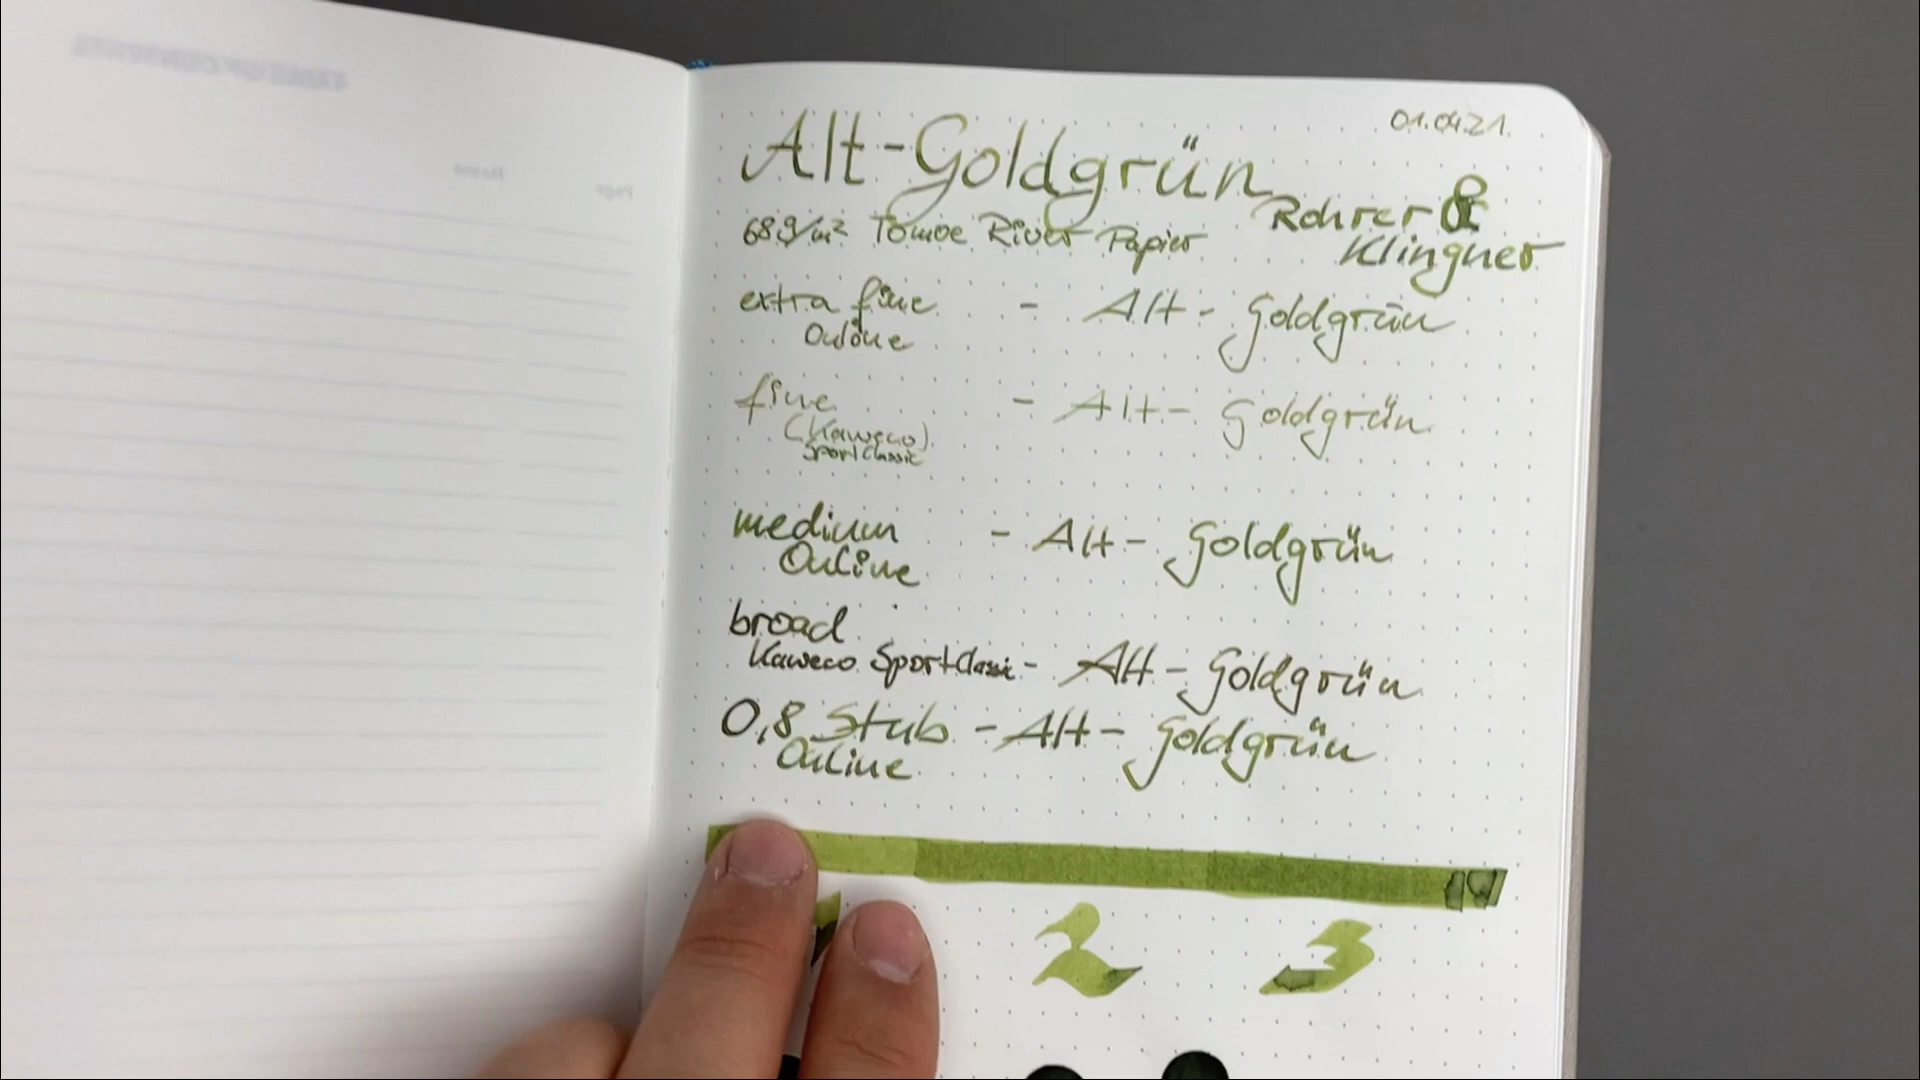 01.04.21.
Alt-Goldgrün
Rohrer &
Klingner
68g/m² Tomoe River Papier
extra fine - Alt-Goldgrün
Online
fine - Alt-Goldgrün
(Kaweco)
Sport Classic
medium - Alt-Goldgrün
Online
broad
Kaweco Sport Classic - Alt-Goldgrün
0,8 Stub - Alt-Goldgrün
Online
2 3